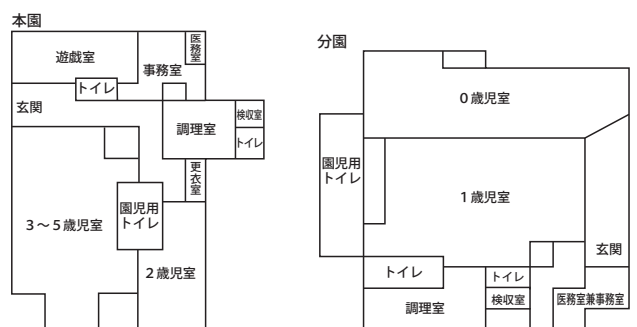 本園
遊戯室
医務室
事務室
トイレ
玄関
調理室
検収室
トイレ
更衣室
園児用
トイレ
3～5歳児室
2歳児室
分園
0歳児室
園児用
トイレ
1歳児室
玄関
トイレ
トイレ
検収室
医務室兼事務室
調理室